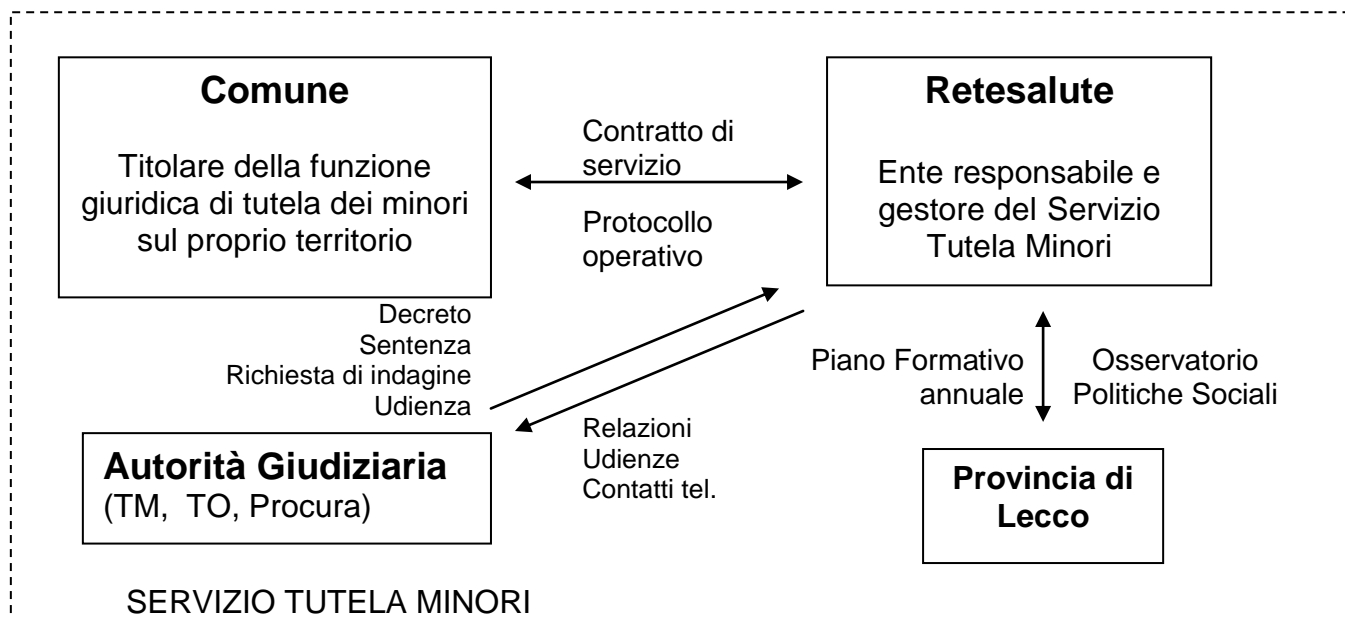 Comune
Titolare della funzione
giuridica di tutela dei minori
sul proprio territorio
Contratto di
servizio
Protocollo
operativo
Retesalute
Ente responsabile e
gestore del Servizio
Tutela Minori
Decreto
Sentenza
Richiesta di indagine
Udienza
Relazioni
Udienze
Contatti tel.
Piano Formativo
annuale
Osservatorio
Politiche Sociali
Autorità Giudiziaria
(TM, TO, Procura)
Provincia di
Lecco
SERVIZIO TUTELA MINORI